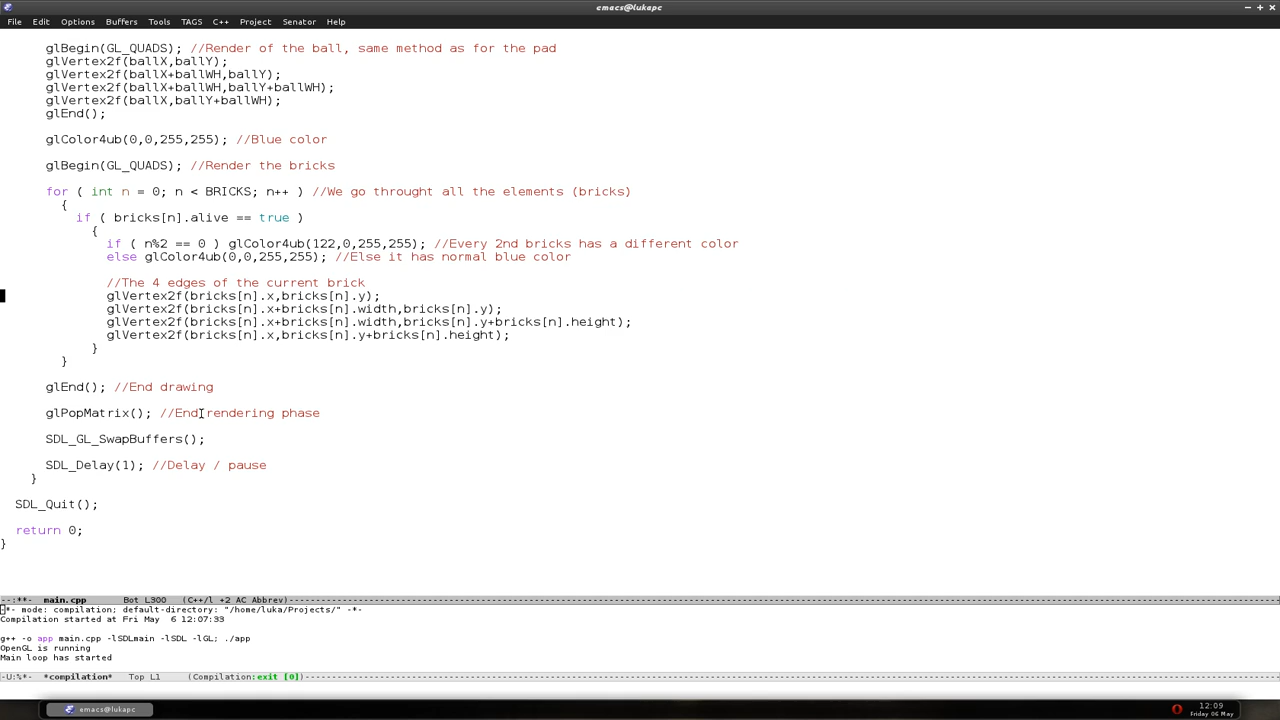 emacs@lukapc
File Edit Options Buffers Tools TAGS C++ Project Senator Help
glBegin(GL_QUADS); //Render of the ball, same method as for the pad
glVertex2f(ballX,ballY);
glVertex2f(ballX+ballWH,ballY);
glVertex2f(ballX+ballWH,ballY+ballWH);
glVertex2f(ballX,ballY+ballWH);
glEnd();
glColor4ub(0,0,255,255); //Blue color
glBegin(GL_QUADS); //Render the bricks
for ( int n = 0; n < BRICKS; n++ ) //We go throught all the elements (bricks)
{
if ( bricks[n].alive == true )
{
if ( n%2 == 0 ) glColor4ub(122,0,255,255); //Every 2nd bricks has a different color
else glColor4ub(0,0,255,255); //Else it has normal blue color
//The 4 edges of the current brick
glVertex2f(bricks[n].x,bricks[n].y);
glVertex2f(bricks[n].x+bricks[n].width,bricks[n].y);
glVertex2f(bricks[n].x+bricks[n].width,bricks[n].y+bricks[n].height);
glVertex2f(bricks[n].x,bricks[n].y+bricks[n].height);
}
}
glEnd(); //End drawing
glPopMatrix(); //End rendering phase
SDL_GL_SwapBuffers();
SDL_Delay(1); //Delay / pause
}
SDL_Quit();
return 0;
}
--:**- main.cpp Bot L300 (C++/l +2 AC Abbrev)
-*- mode: compilation; default-directory: "/home/luka/Projects/" -*-
Compilation started at Fri May 6 12:07:33
g++ -o app main.cpp -lSDLmain -lSDL -lGL; ./app
OpenGL is running
Main loop has started
-U:%*- *compilation* Top L1 (Compilation:exit [0])
emacs@lukapc
12:09
Friday 06 May